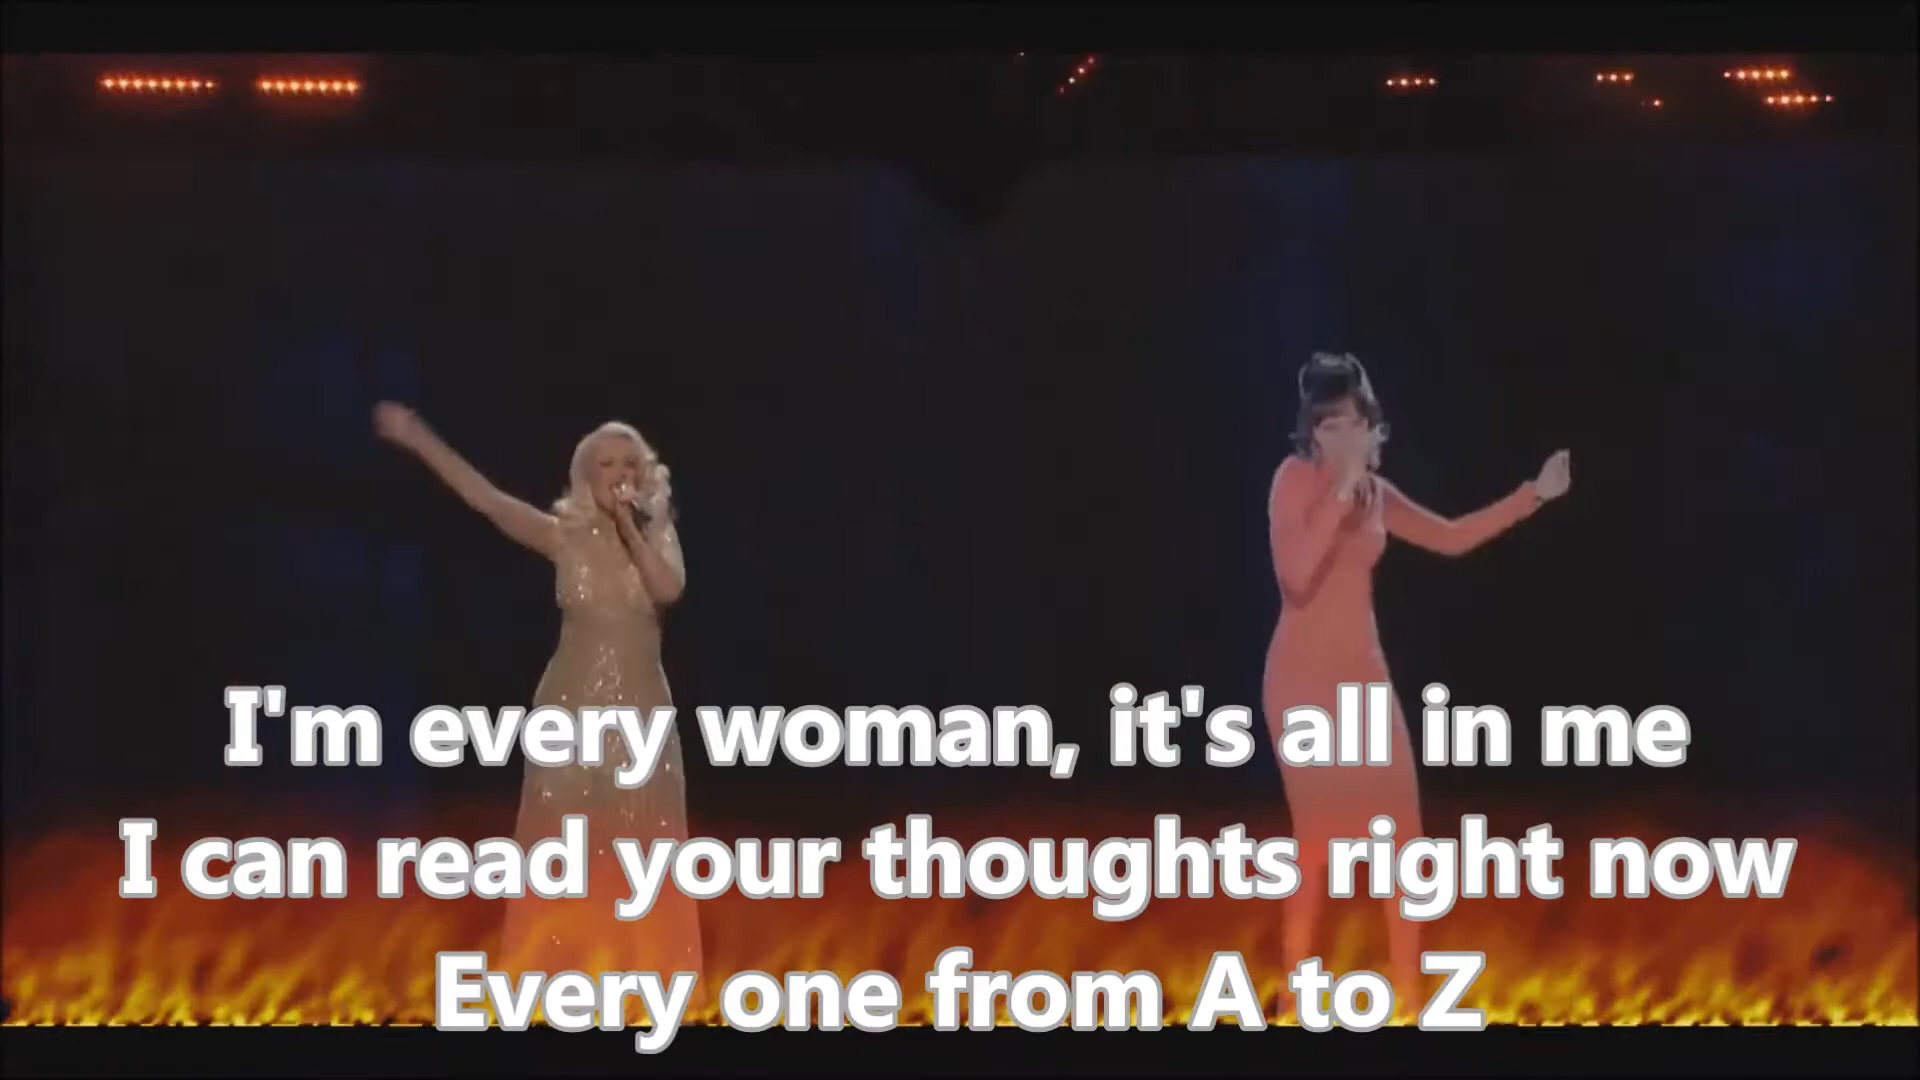 I'm every woman, it's all in me
I can read your thoughts right now
Every one from A to Z